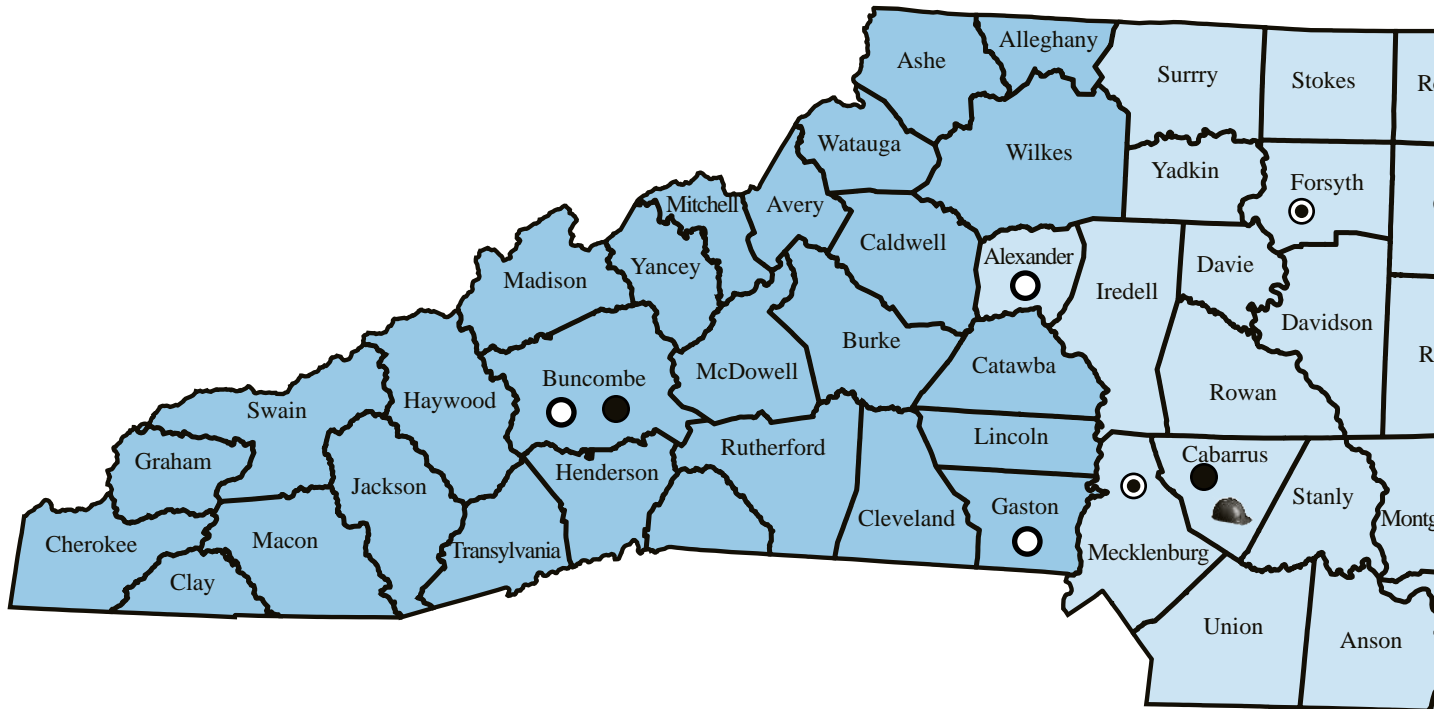 Alleghany
Ashe
Surrry
Stokes
Watauga
Wilkes
Yadkin
Forsyth
Mitchell
Avery
Caldwell
Alexander
Davie
Madison
Yancey
Iredell
Davidson
Burke
McDowell
Catawba
Buncombe
Haywood
Rowan
Swain
Lincoln
Rutherford
Cabarrus
Graham
Henderson
Jackson
Stanly
Gaston
Cleveland
Montg
Cherokee
Macon
Transylvania
Mecklenburg
Clay
Union
Anson